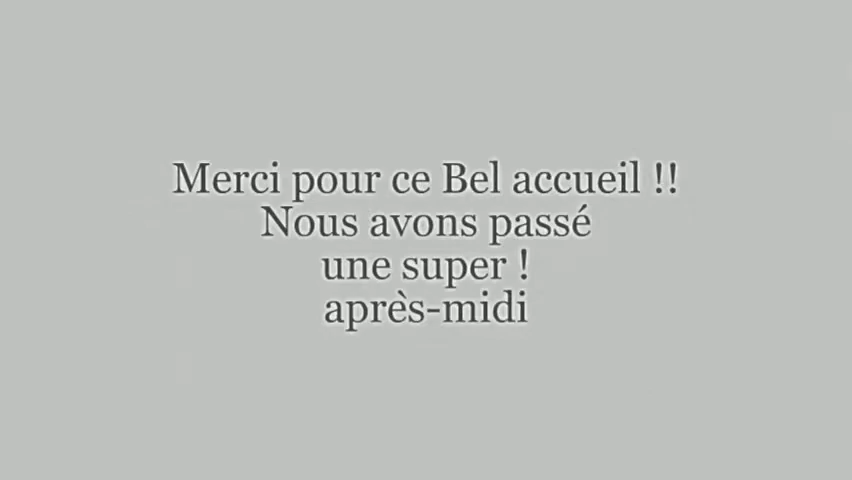 Merci pour ce Bel accueil !!
Nous avons passé
une super !
après-midi